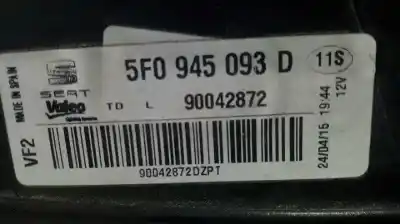 5F0 945 093 D
11S
MADE IN SPAIN
SEAT
Valeo
TD L 90042872
VF2
90042872DZPT
24/04/15 19:44
12V